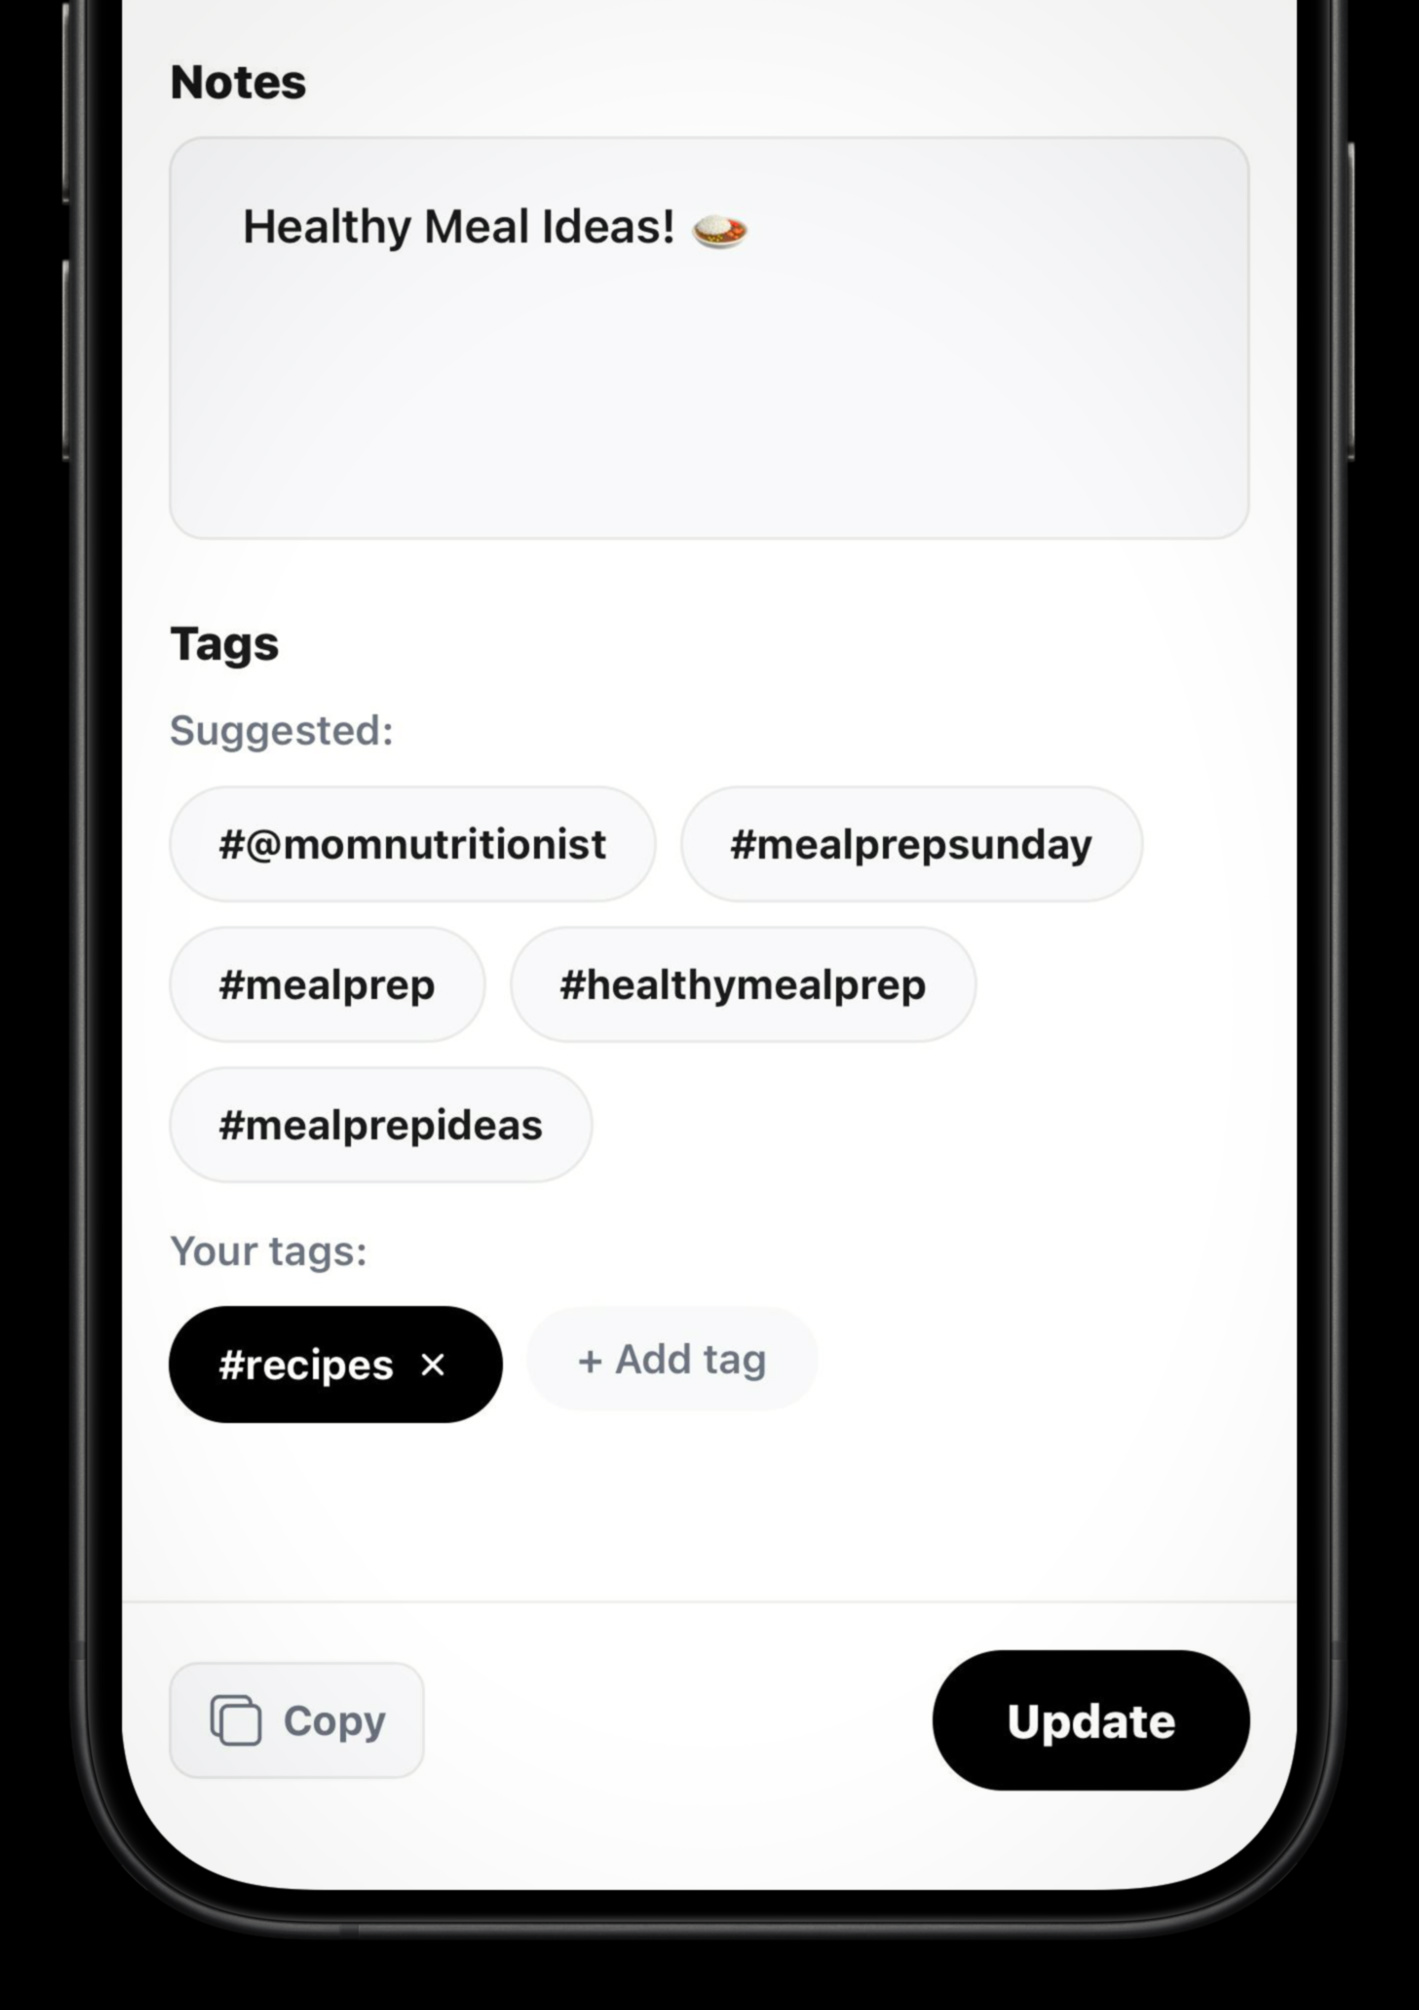 Notes
Healthy Meal Ideas! 🍛
Tags
Suggested:
#@momnutritionist #mealprepsunday
#mealprep #healthymealprep
#mealprepideas
Your tags:
#recipes × + Add tag
Copy Update